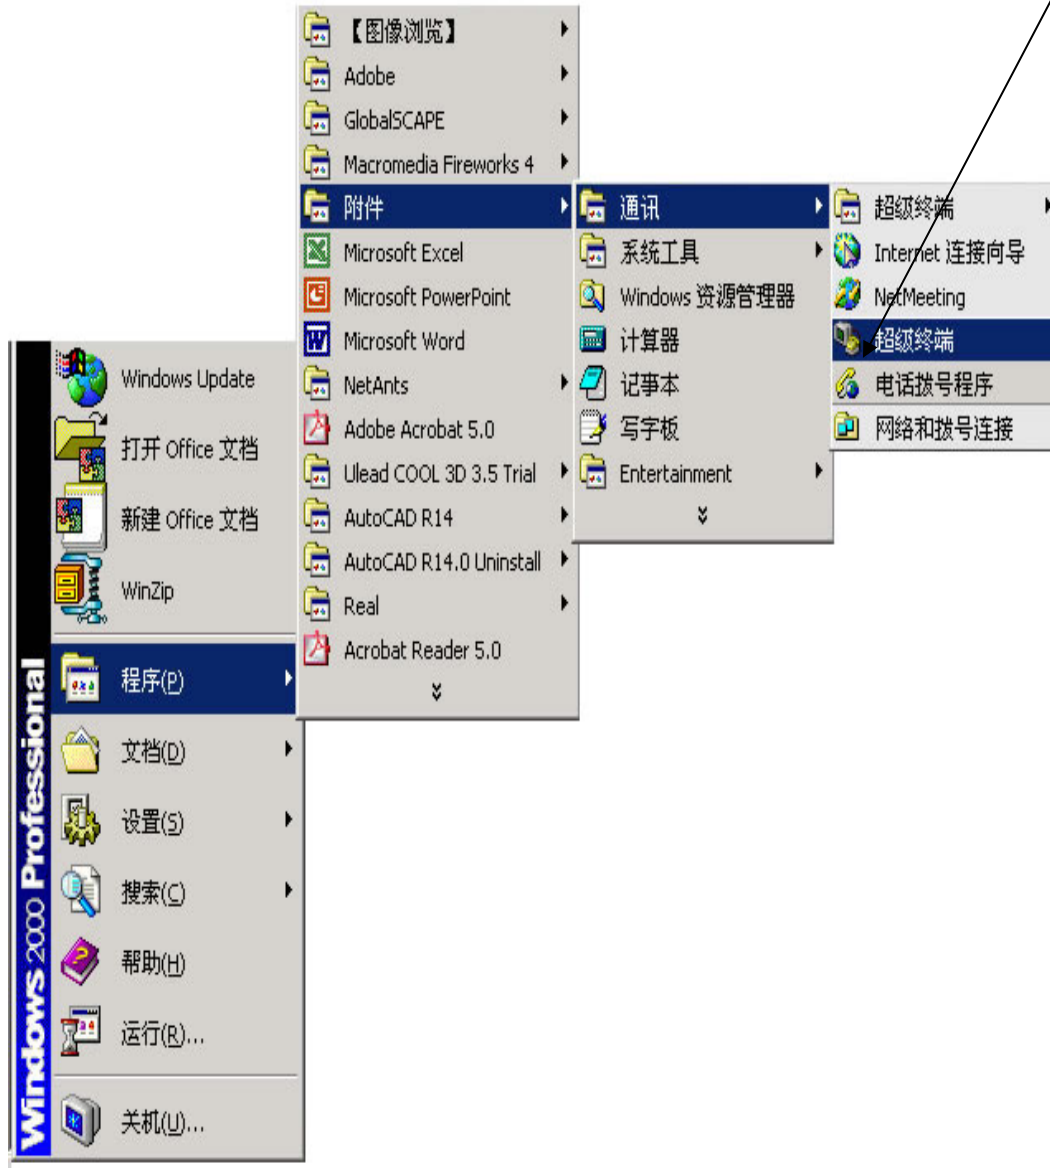 【图像浏览】
Adobe
GlobalSCAPE
Macromedia Fireworks 4
附件
Microsoft Excel
Microsoft PowerPoint
Microsoft Word
NetAnts
Adobe Acrobat 5.0
Ulead COOL 3D 3.5 Trial
AutoCAD R14
AutoCAD R14.0 Uninstall
Real
Acrobat Reader 5.0
通讯
系统工具
Windows 资源管理器
计算器
记事本
写字板
Entertainment
超级终端
Internet 连接向导
NetMeeting
超级终端
电话拨号程序
网络和拨号连接
Windows Update
打开 Office 文档
新建 Office 文档
WinZip
程序(P)
文档(D)
设置(S)
搜索(C)
帮助(H)
运行(R)...
关机(U)...
Windows 2000 Professional